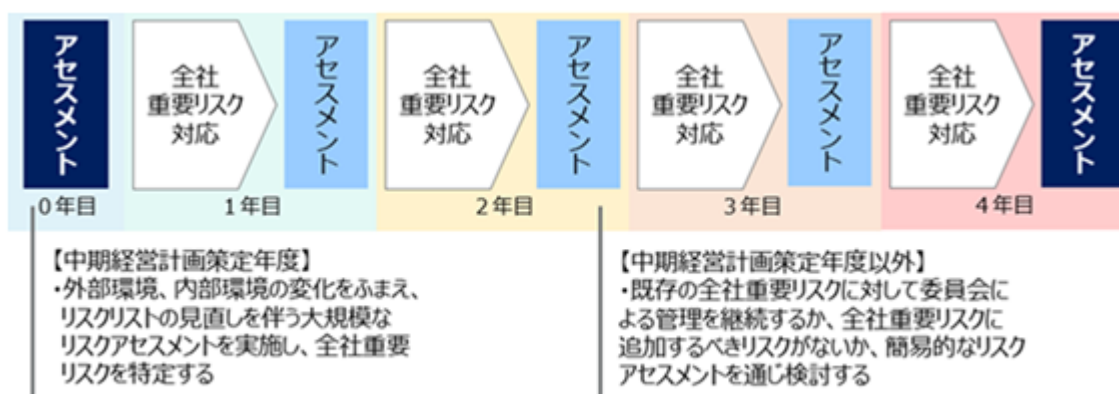 アセスメント
全社
重要リスク
対応
アセスメント
全社
重要リスク
対応
アセスメント
全社
重要リスク
対応
アセスメント
全社
重要リスク
対応
アセスメント
0年目
1年目
2年目
3年目
4年目
【中期経営計画策定年度】
・外部環境、内部環境の変化をふまえ、
リスクリストの見直しを伴う大規模な
リスクアセスメントを実施し、全社重要
リスクを特定する
【中期経営計画策定年度以外】
・既存の全社重要リスクに対して委員会に
よる管理を継続するか、全社重要リスクに
追加するべきリスクがないか、簡易的なリスク
アセスメントを通じ検討する